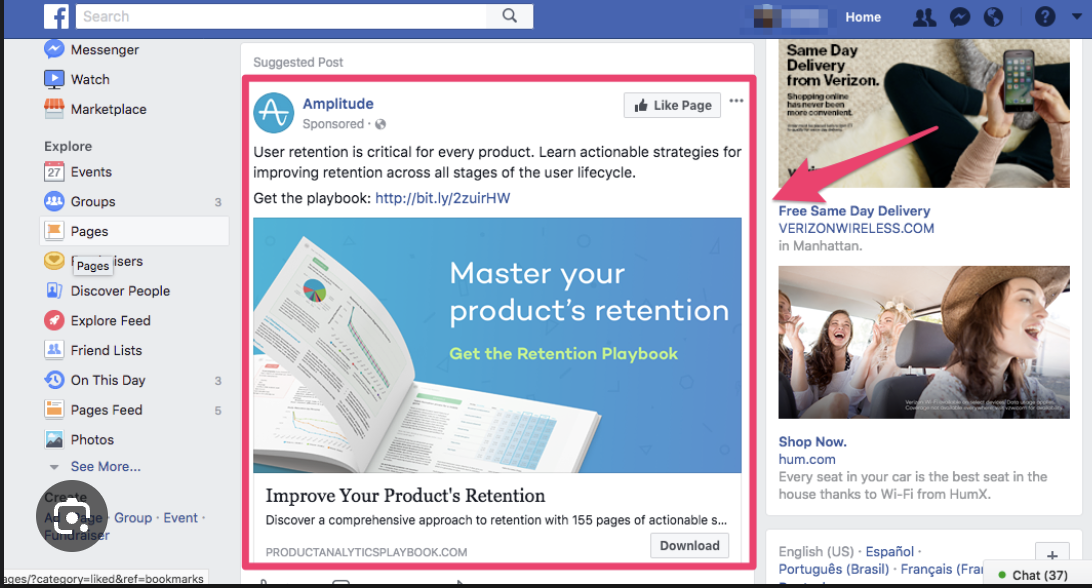 f
Search
Home
?
Messenger
Watch
Marketplace
Explore
27 Events
Groups 3
Pages
Pages
Discover People
Explore Feed
Friend Lists
On This Day 3
Pages Feed 5
Photos
See More...
Create
Page · Group · Event ·
Fundraiser
ages/?category=liked&ref=bookmarks
Suggested Post
Amplitude
Sponsored ·
Like Page
User retention is critical for every product. Learn actionable strategies for
improving retention across all stages of the user lifecycle.
Get the playbook: http://bit.ly/2zuirHW
Master your
product's retention
Get the Retention Playbook
Improve Your Product's Retention
Discover a comprehensive approach to retention with 155 pages of actionable s...
PRODUCTANALYTICSPLAYBOOK.COM
Download
Same Day
Delivery
from Verizon.
Shopping online
has never been
more convenient.
Free Same Day Delivery
VERIZONWIRELESS.COM
in Manhattan.
Shop Now.
hum.com
Every seat in your car is the best seat in the
house thanks to Wi-Fi from HumX.
English (US) · Español ·
Português (Brasil) · Français (Fra
+
Chat (37)